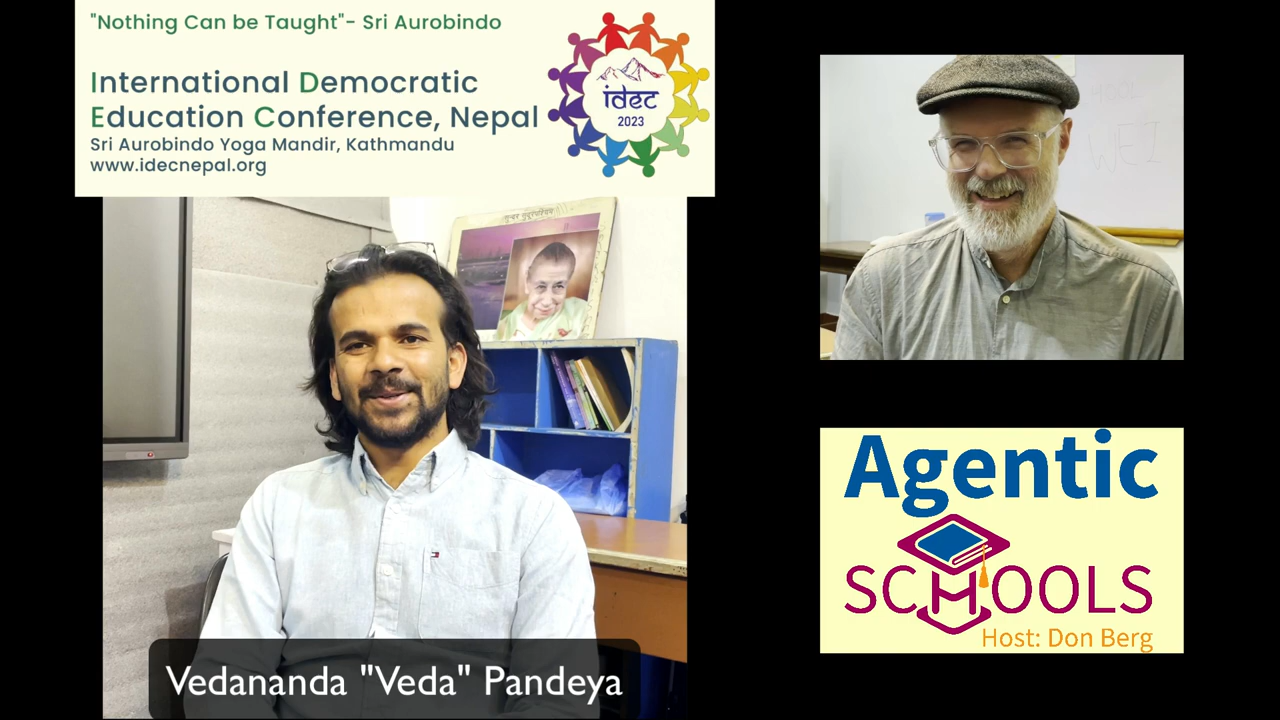 "Nothing Can be Taught"- Sri Aurobindo
International Democratic
Education Conference, Nepal
Sri Aurobindo Yoga Mandir, Kathmandu
www.idecnepal.org
idec
2023
WEI
Agentic
SCHOOLS
Host: Don Berg
Vedananda "Veda" Pandeya